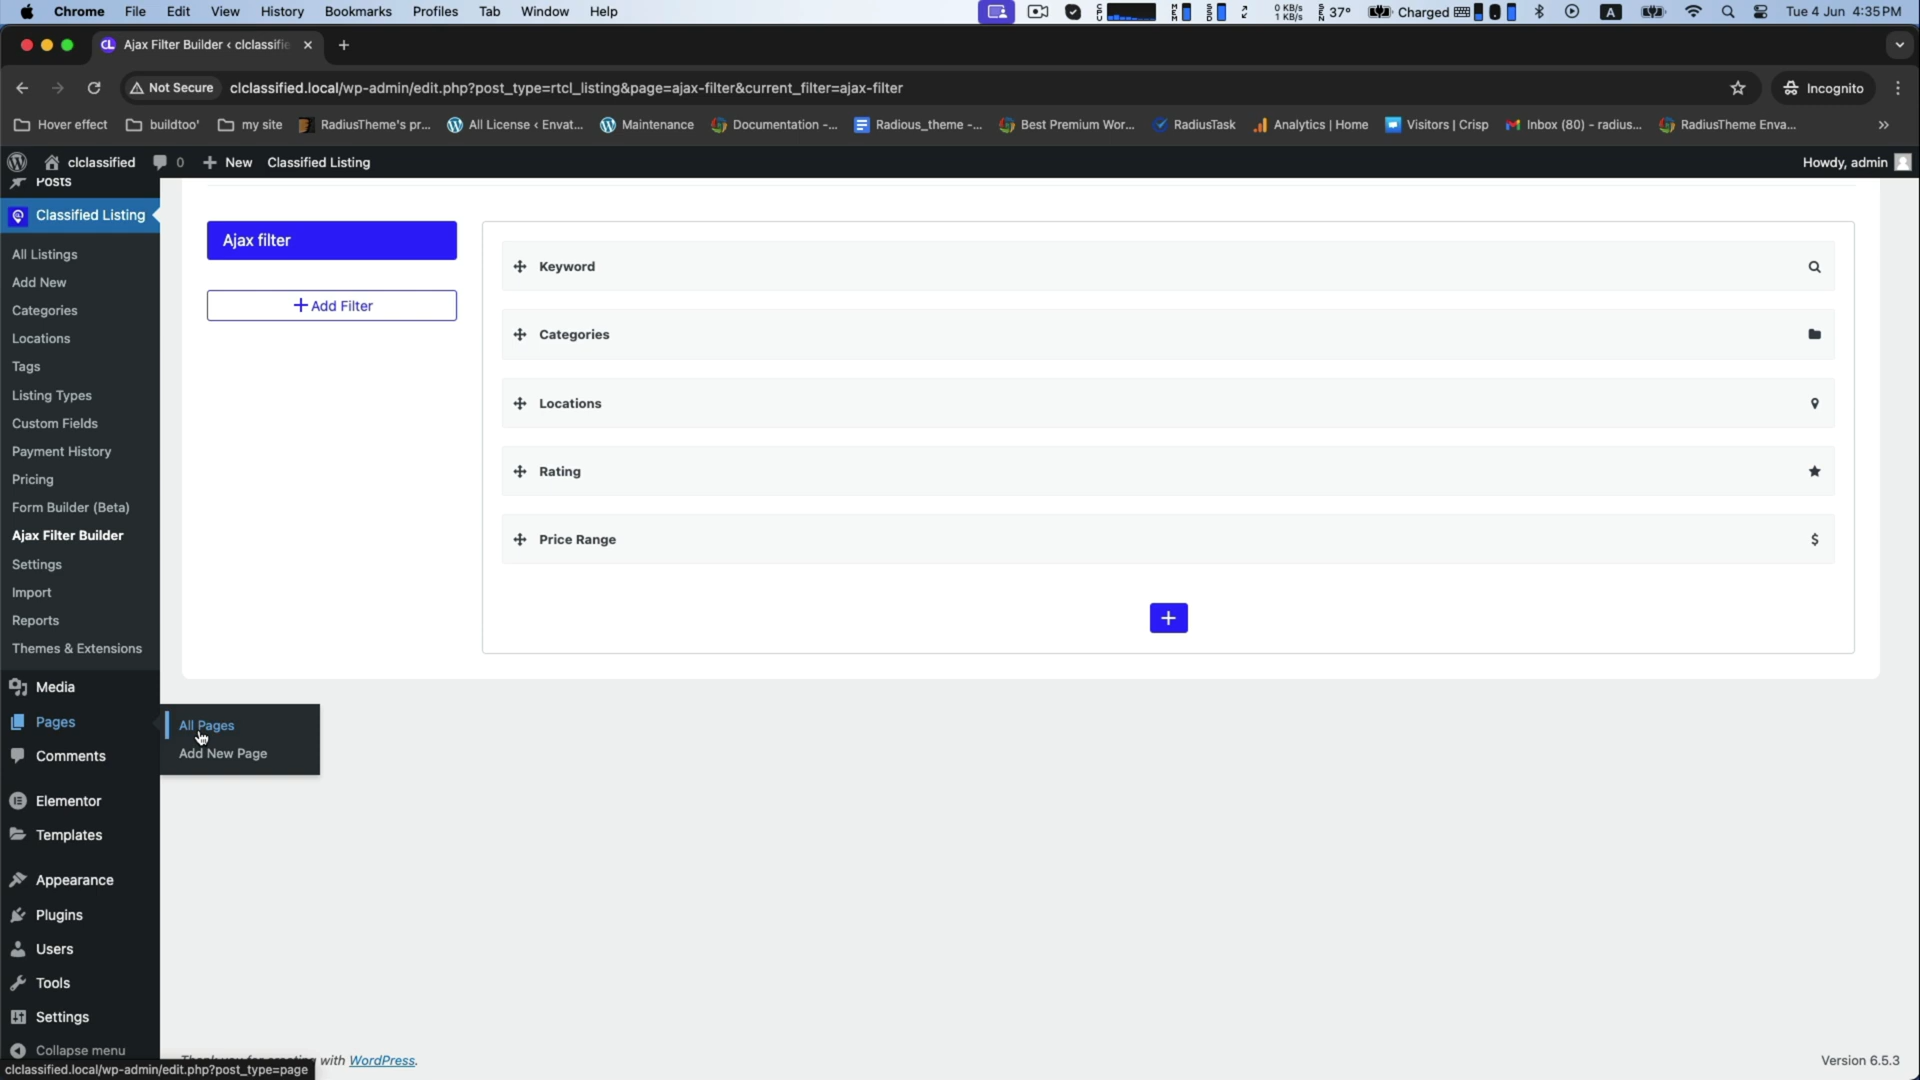 Chrome File Edit View History Bookmarks Profiles Tab Window Help 0 KB/s 1 KB/s 37° Charged A Tue 4 Jun 4:35 PM
Ajax Filter Builder ‹ clclassifie
Not Secure clclassified.local/wp-admin/edit.php?post_type=rtcl_listing&page=ajax-filter&current_filter=ajax-filter Incognito
Hover effect buildtoo' my site RadiusTheme's pr... All License ‹ Envat... Maintenance Documentation -... Radious_theme -... Best Premium Wor... RadiusTask Analytics | Home Visitors | Crisp Inbox (80) - radius... RadiusTheme Enva... »
clclassified 0 New Classified Listing Howdy, admin
Posts
Classified Listing
All Listings
Add New
Categories
Locations
Tags
Listing Types
Custom Fields
Payment History
Pricing
Form Builder (Beta)
Ajax Filter Builder
Settings
Import
Reports
Themes & Extensions
Media
Pages
Comments
Elementor
Templates
Appearance
Plugins
Users
Tools
Settings
Collapse menu
All Pages
Add New Page
Ajax filter
+ Add Filter
Keyword
Categories
Locations
Rating
Price Range $
+
with WordPress.
Version 6.5.3
clclassified.local/wp-admin/edit.php?post_type=page